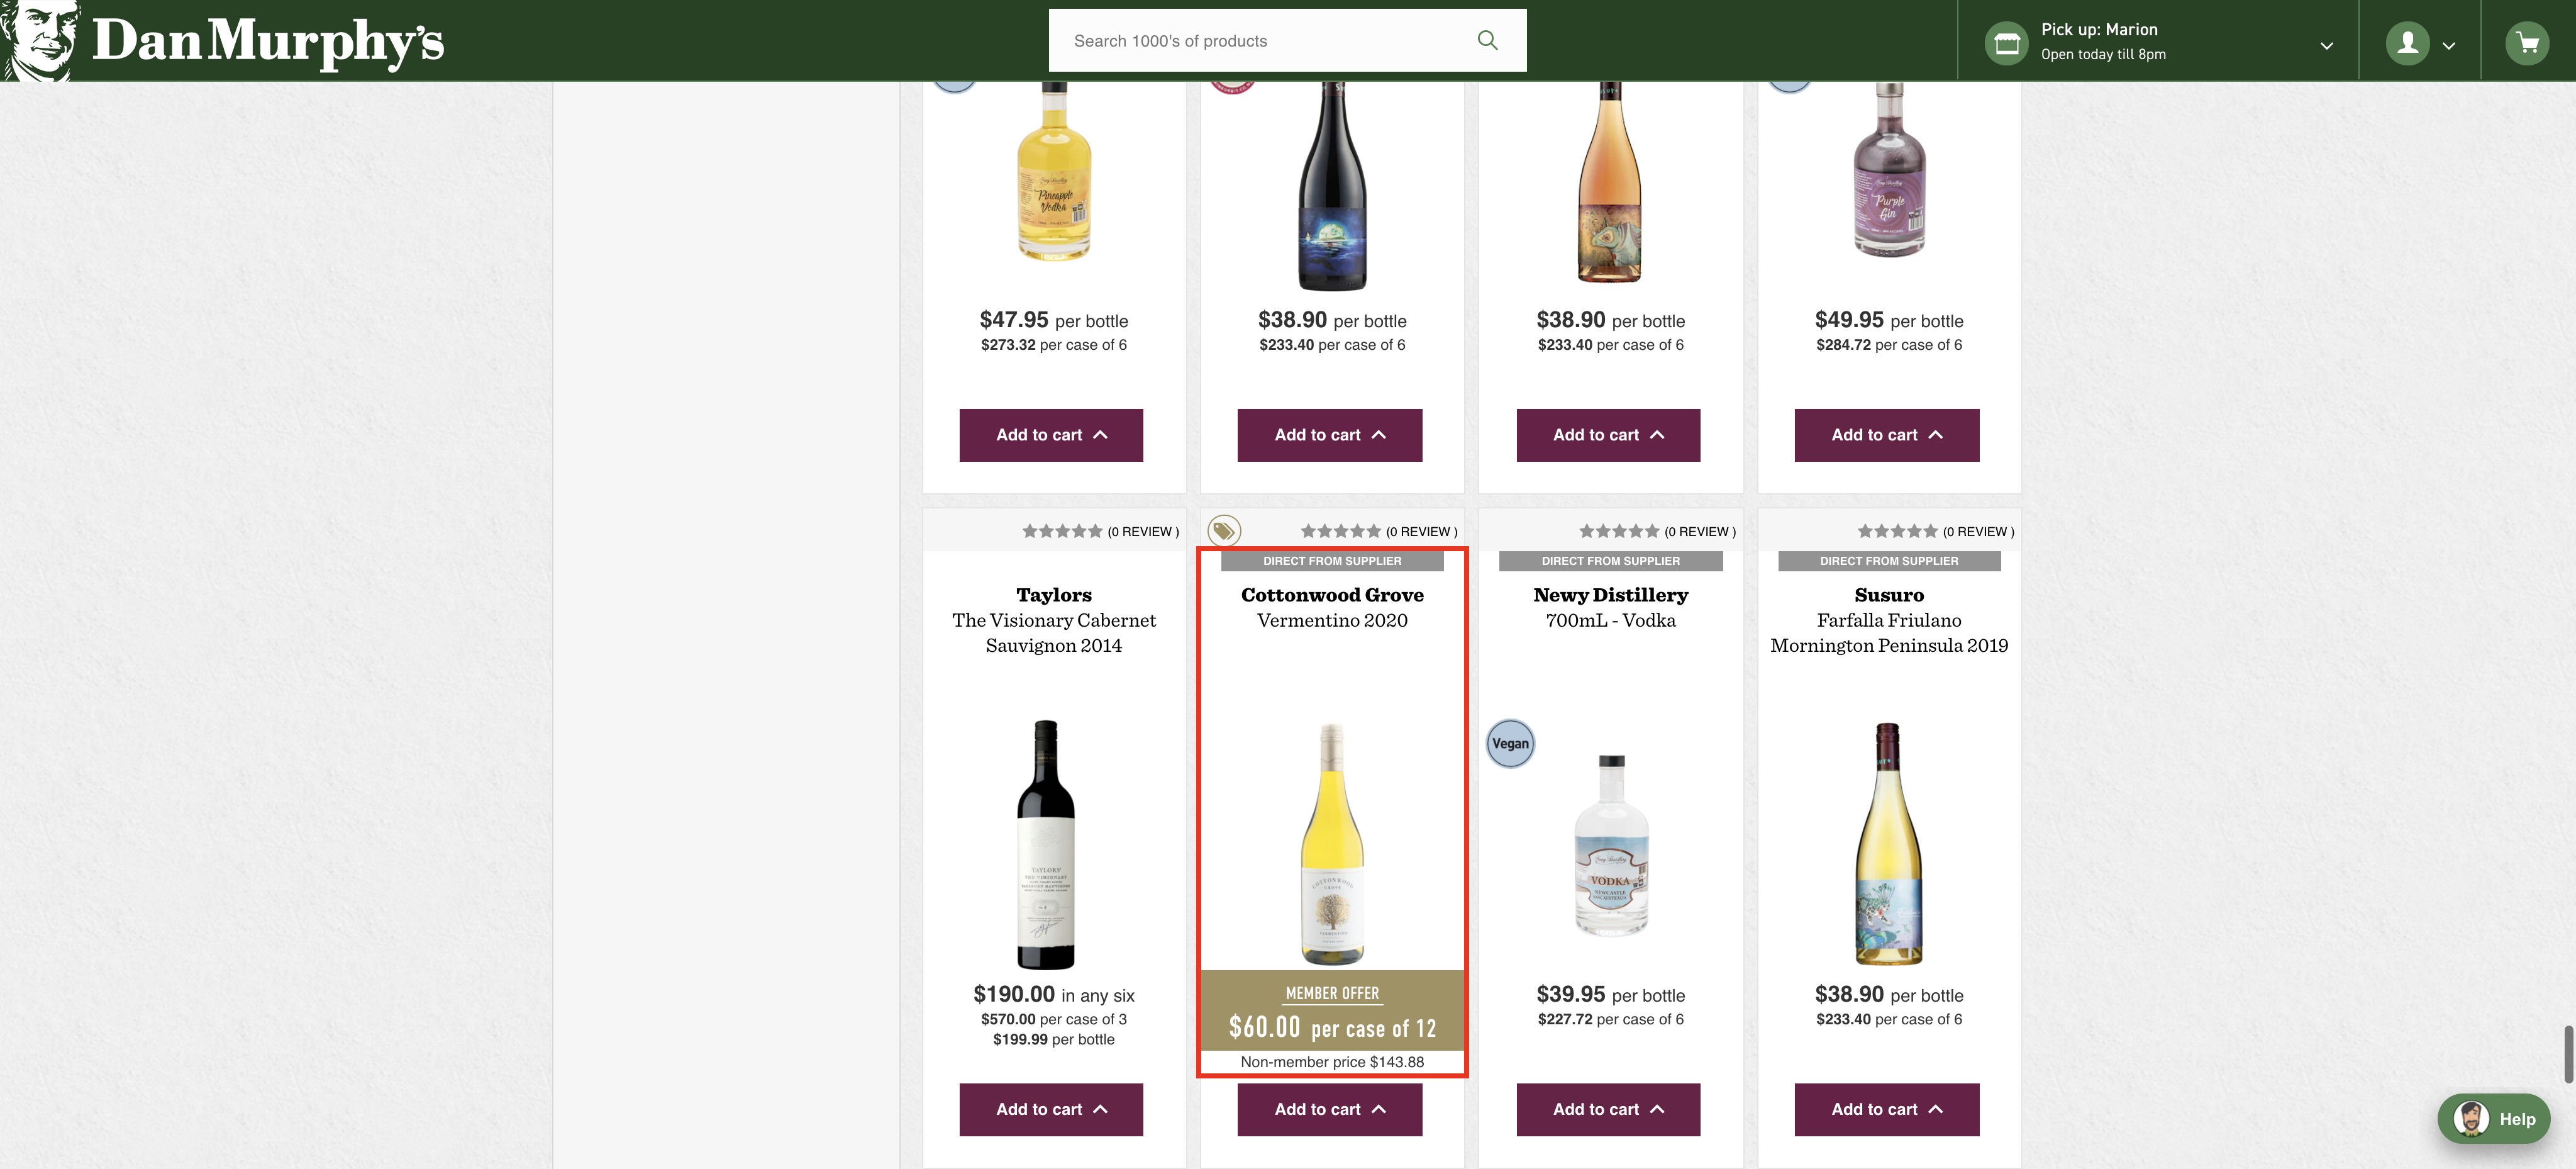 Dan Murphy's
Search 1000's of products
Pick up: Marion
Open today till 8pm
Pineapple
Vodka
Purple
Gin
$47.95 per bottle
$273.32 per case of 6
Add to cart
$38.90 per bottle
$233.40 per case of 6
Add to cart
$38.90 per bottle
$233.40 per case of 6
Add to cart
$49.95 per bottle
$284.72 per case of 6
Add to cart
(0 REVIEW )
Taylors
The Visionary Cabernet
Sauvignon 2014
TAYLORS
THE VISIONARY
$190.00 in any six
$570.00 per case of 3
$199.99 per bottle
Add to cart
(0 REVIEW )
DIRECT FROM SUPPLIER
Cottonwood Grove
Vermentino 2020
COTTONWOOD
GROVE
VERMENTINO
MEMBER OFFER
$60.00 per case of 12
Non-member price $143.88
Add to cart
(0 REVIEW )
DIRECT FROM SUPPLIER
Newy Distillery
700mL - Vodka
Vegan
VODKA
NEWCASTLE
$39.95 per bottle
$227.72 per case of 6
Add to cart
(0 REVIEW )
DIRECT FROM SUPPLIER
Susuro
Farfalla Friulano
Mornington Peninsula 2019
$38.90 per bottle
$233.40 per case of 6
Add to cart
Help